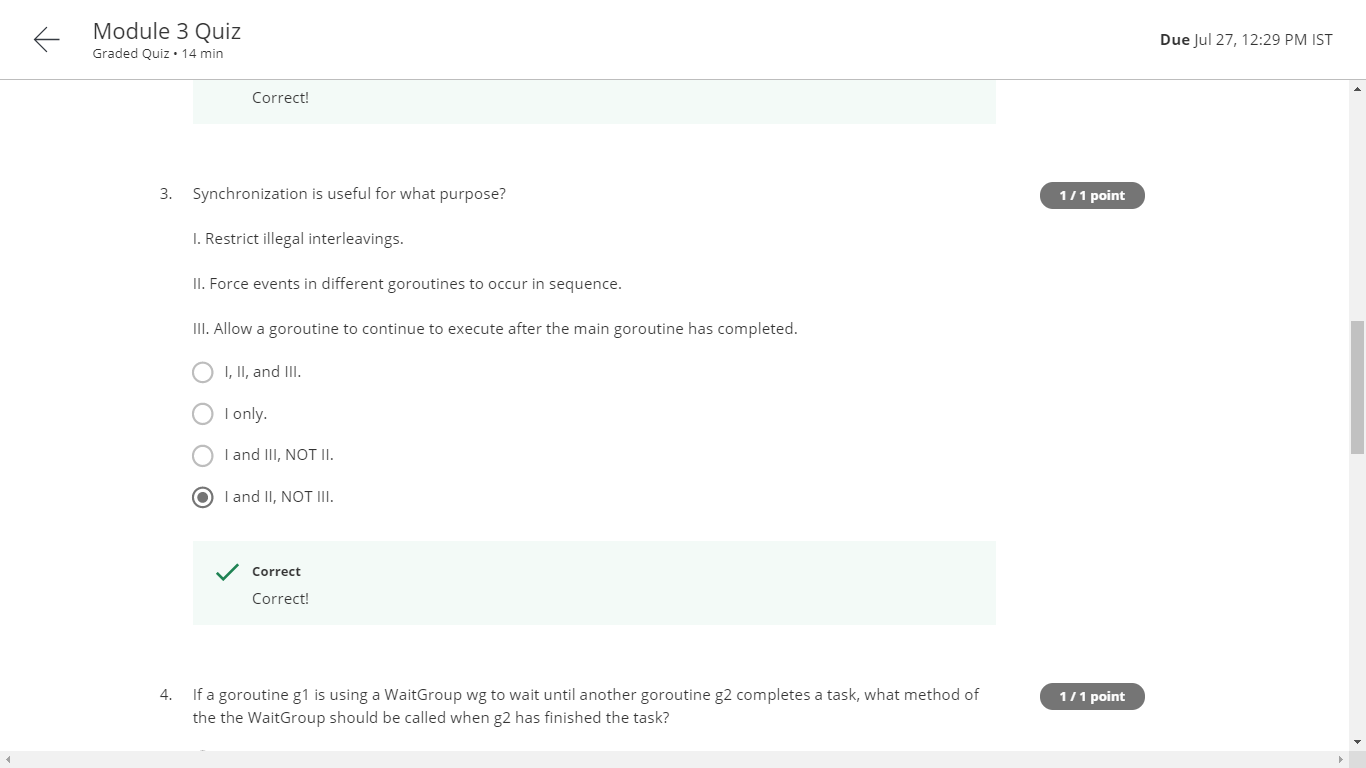 Module 3 Quiz
Graded Quiz • 14 min
Due Jul 27, 12:29 PM IST
Correct!
3. Synchronization is useful for what purpose?
1 / 1 point
I. Restrict illegal interleavings.
II. Force events in different goroutines to occur in sequence.
III. Allow a goroutine to continue to execute after the main goroutine has completed.
I, II, and III.
I only.
I and III, NOT II.
I and II, NOT III.
Correct
Correct!
4. If a goroutine g1 is using a WaitGroup wg to wait until another goroutine g2 completes a task, what method of
the the WaitGroup should be called when g2 has finished the task?
1 / 1 point